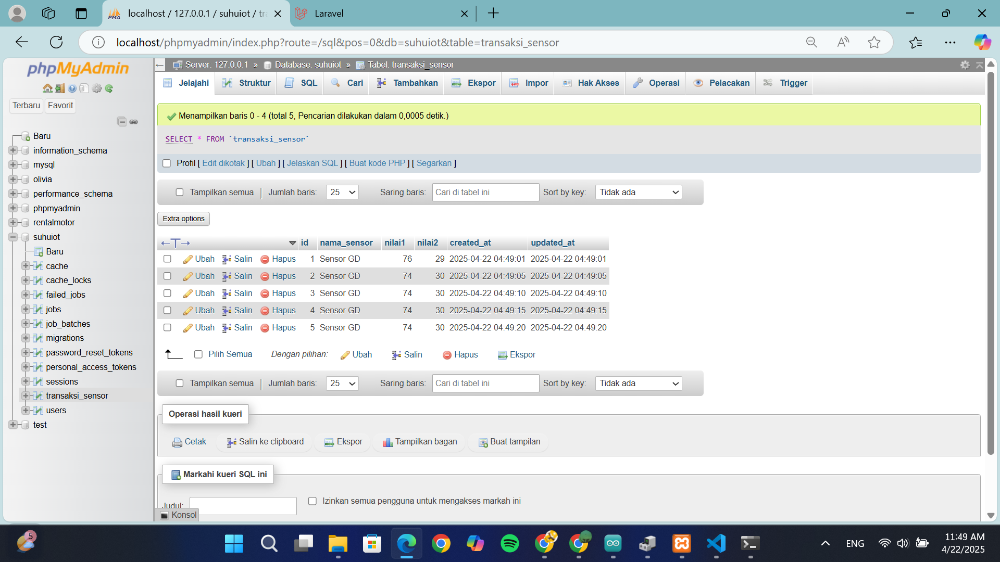 localhost / 127.0.0.1 / suhuiot / tr
Laravel
localhost/phpmyadmin/index.php?route=/sql&pos=0&db=suhuiot&table=transaksi_sensor
phpMyAdmin
Terbaru
Favorit
Baru
information_schema
mysql
olivia
performance_schema
phpmyadmin
rentalmotor
suhuiot
Baru
cache
cache_locks
failed_jobs
jobs
job_batches
migrations
password_reset_tokens
personal_access_tokens
sessions
transaksi_sensor
users
test
Server: 127.0.0.1 » Database: suhuiot » Tabel: transaksi_sensor
Jelajahi Struktur SQL Cari Tambahkan Ekspor Impor Hak Akses Operasi Pelacakan Trigger
Menampilkan baris 0 - 4 (total 5, Pencarian dilakukan dalam 0,0005 detik.)
SELECT * FROM `transaksi_sensor`
Profil [ Edit dikotak ] [ Ubah ] [ Jelaskan SQL ] [ Buat kode PHP ] [ Segarkan ]
Tampilkan semua Jumlah baris: 25 Saring baris: Cari di tabel ini Sort by key: Tidak ada
Extra options
←T→ id nama_sensor nilai1 nilai2 created_at updated_at
Ubah Salin Hapus 1 Sensor GD 76 29 2025-04-22 04:49:01 2025-04-22 04:49:01
Ubah Salin Hapus 2 Sensor GD 74 30 2025-04-22 04:49:05 2025-04-22 04:49:05
Ubah Salin Hapus 3 Sensor GD 74 30 2025-04-22 04:49:10 2025-04-22 04:49:10
Ubah Salin Hapus 4 Sensor GD 74 30 2025-04-22 04:49:15 2025-04-22 04:49:15
Ubah Salin Hapus 5 Sensor GD 74 30 2025-04-22 04:49:20 2025-04-22 04:49:20
Pilih Semua Dengan pilihan: Ubah Salin Hapus Ekspor
Tampilkan semua Jumlah baris: 25 Saring baris: Cari di tabel ini Sort by key: Tidak ada
Operasi hasil kueri
Cetak Salin ke clipboard Ekspor Tampilkan bagan Buat tampilan
Markahi kueri SQL ini
Judul: Izinkan semua pengguna untuk mengakses markah ini
Konsol
5
ENG
11:49 AM
4/22/2025